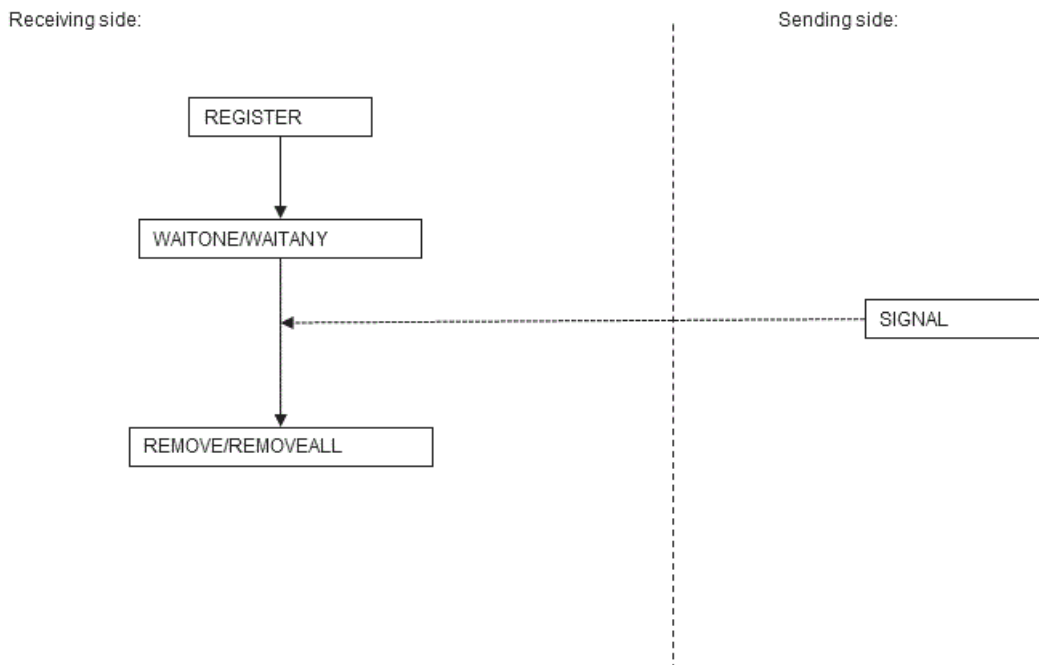 Receiving side:
Sending side:
REGISTER
WAITONE/WAITANY
SIGNAL
REMOVE/REMOVEALL